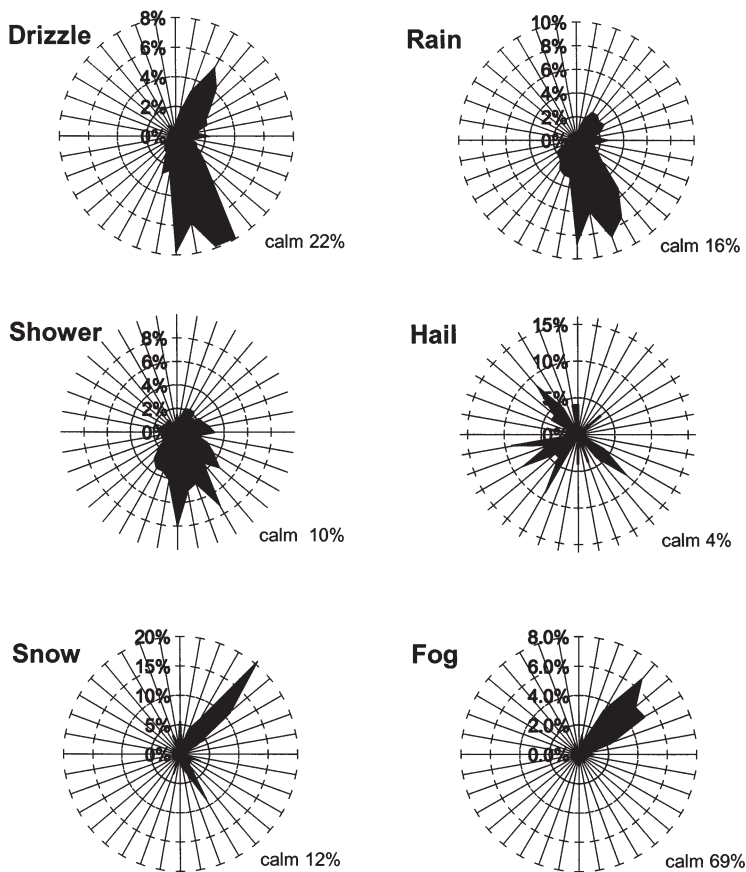 Drizzle
8%
6%
4%
2%
0%
calm 22%
Rain
10%
8%
6%
4%
2%
0%
calm 16%
Shower
8%
6%
4%
2%
0%
calm 10%
Hail
15%
10%
5%
0%
calm 4%
Snow
20%
15%
10%
5%
0%
calm 12%
Fog
8.0%
6.0%
4.0%
2.0%
0.0%
calm 69%